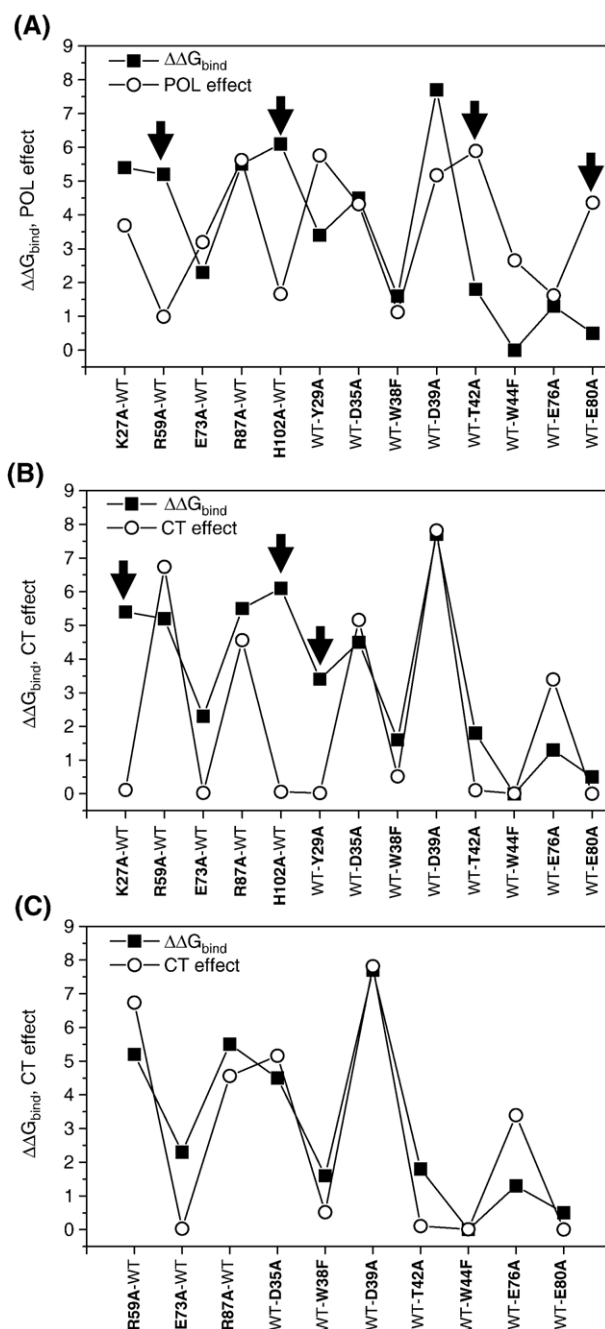 (A)
9
8
7
6
5
4
3
2
1
0
ΔΔGbind
POL effect
ΔΔGbind, POL effect
K27A-WT
R59A-WT
E73A-WT
R87A-WT
H102A-WT
WT-Y29A
WT-D35A
WT-W38F
WT-D39A
WT-T42A
WT-W44F
WT-E76A
WT-E80A
(B)
9
8
7
6
5
4
3
2
1
0
ΔΔGbind
CT effect
ΔΔGbind, CT effect
K27A-WT
R59A-WT
E73A-WT
R87A-WT
H102A-WT
WT-Y29A
WT-D35A
WT-W38F
WT-D39A
WT-T42A
WT-W44F
WT-E76A
WT-E80A
(C)
9
8
7
6
5
4
3
2
1
0
ΔΔGbind
CT effect
ΔΔGbind, CT effect
R59A-WT
E73A-WT
R87A-WT
WT-D35A
WT-W38F
WT-D39A
WT-T42A
WT-W44F
WT-E76A
WT-E80A